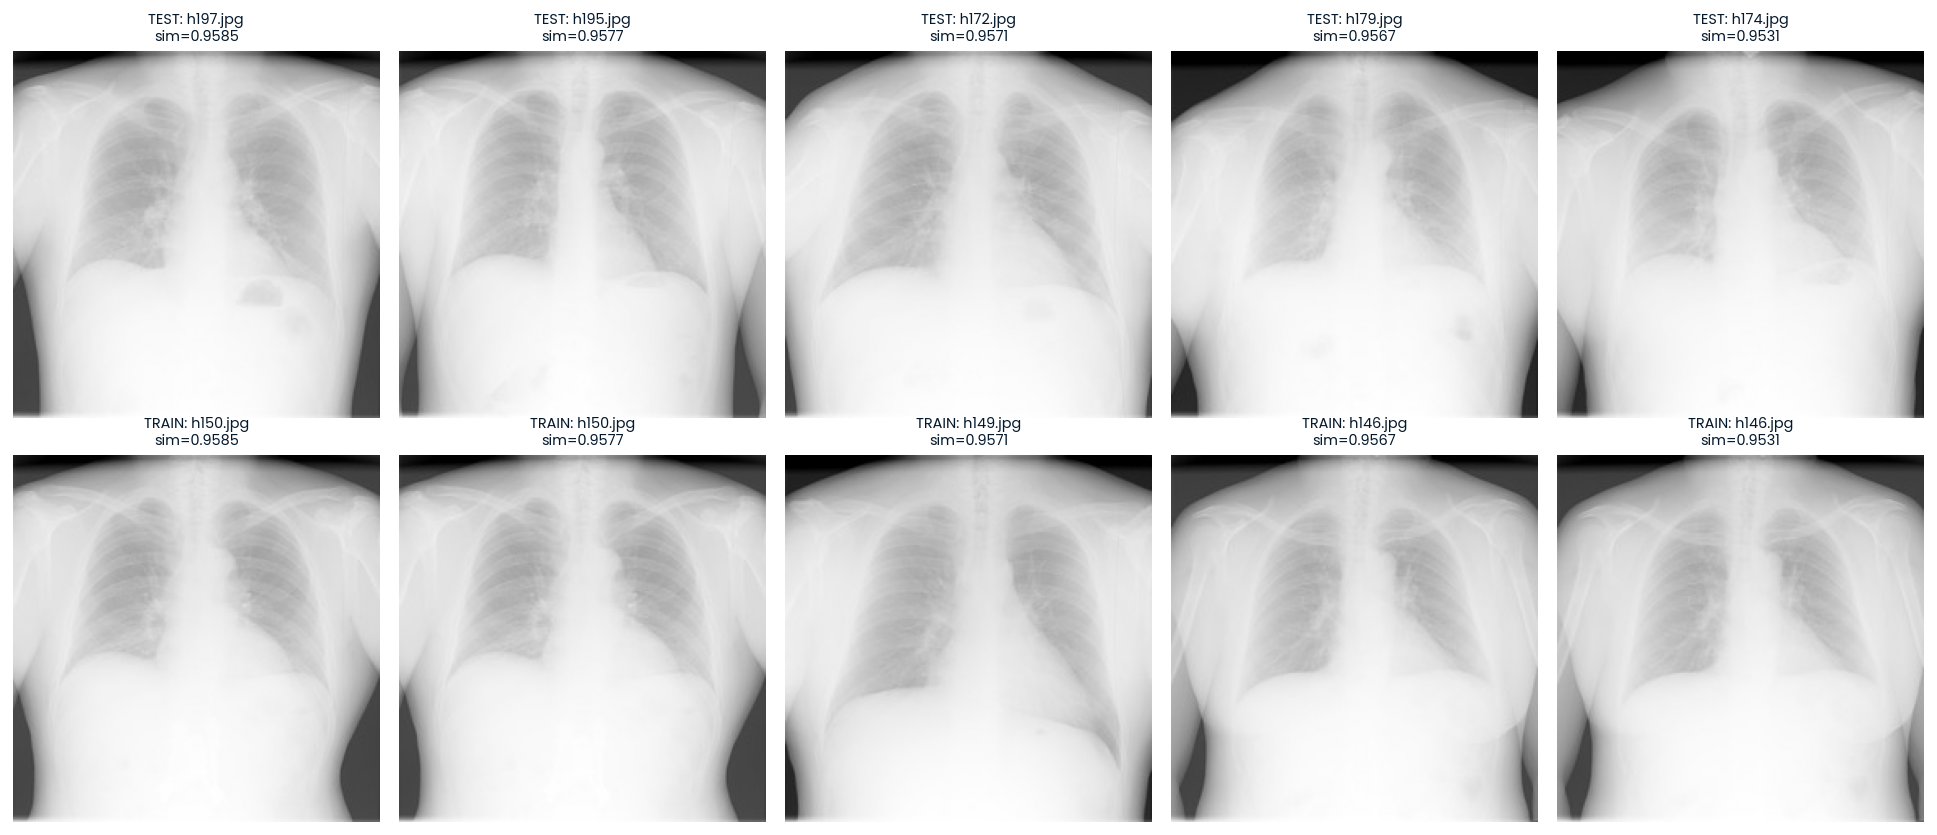 TEST: h197.jpg
sim=0.9585
TEST: h195.jpg
sim=0.9577
TEST: h172.jpg
sim=0.9571
TEST: h179.jpg
sim=0.9567
TEST: h174.jpg
sim=0.9531
TRAIN: h150.jpg
sim=0.9585
TRAIN: h150.jpg
sim=0.9577
TRAIN: h149.jpg
sim=0.9571
TRAIN: h146.jpg
sim=0.9567
TRAIN: h146.jpg
sim=0.9531